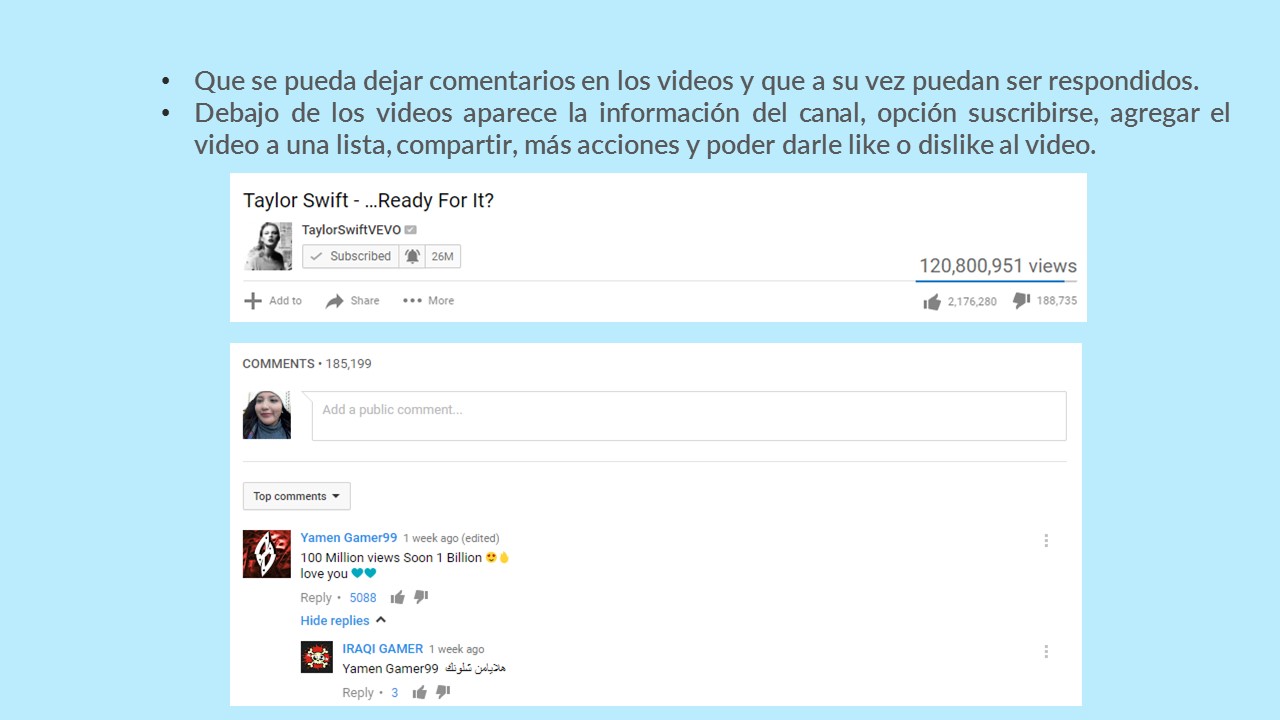 • Que se pueda dejar comentarios en los videos y que a su vez puedan ser respondidos.
• Debajo de los videos aparece la información del canal, opción suscribirse, agregar el
video a una lista, compartir, más acciones y poder darle like o dislike al video.
Taylor Swift - ...Ready For It?
TaylorSwiftVEVO
Subscribed 26M
120,800,951 views
Add to Share More
2,176,280 188,735
COMMENTS • 185,199
Add a public comment...
Top comments
Yamen Gamer99 1 week ago (edited)
100 Million views Soon 1 Billion 😍
love you
Reply • 5088
Hide replies
IRAQI GAMER 1 week ago
Yamen Gamer99 هلايامن شلونك
Reply • 3